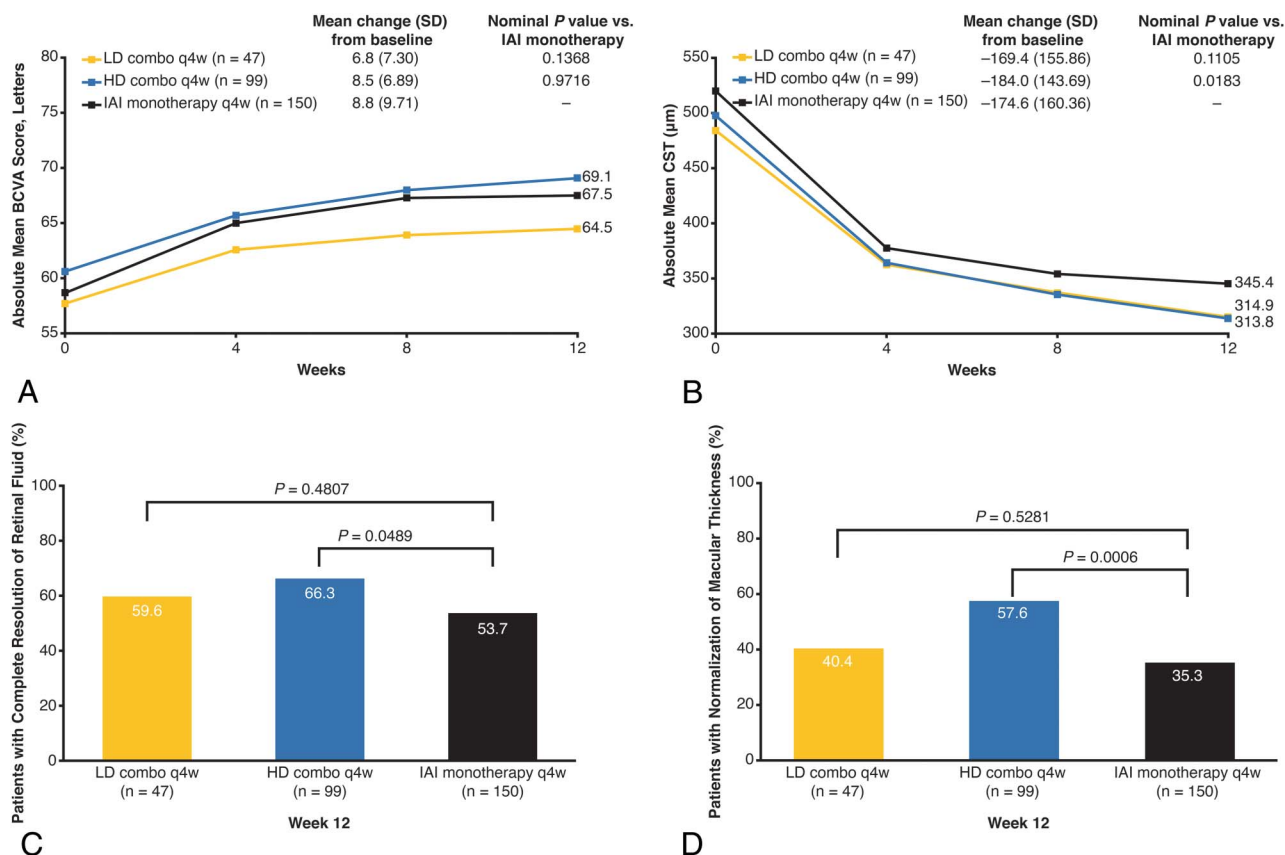 Mean change (SD) Nominal P value vs.
from baseline IAI monotherapy
LD combo q4w (n = 47) 6.8 (7.30) 0.1368
HD combo q4w (n = 99) 8.5 (6.89) 0.9716
IAI monotherapy q4w (n = 150) 8.8 (9.71) –
Absolute Mean BCVA Score, Letters
80
75
70
65
60
55
69.1
67.5
64.5
0 4 8 12
Weeks
A
Mean change (SD) Nominal P value vs.
from baseline IAI monotherapy
LD combo q4w (n = 47) –169.4 (155.86) 0.1105
HD combo q4w (n = 99) –184.0 (143.69) 0.0183
IAI monotherapy q4w (n = 150) –174.6 (160.36) –
Absolute Mean CST (µm)
550
500
450
400
350
300
345.4
314.9
313.8
0 4 8 12
Weeks
B
Patients with Complete Resolution of Retinal Fluid (%)
100
80
60
40
20
0
P = 0.4807
P = 0.0489
59.6
66.3
53.7
LD combo q4w HD combo q4w IAI monotherapy q4w
(n = 47) (n = 99) (n = 150)
Week 12
C
Patients with Normalization of Macular Thickness (%)
100
80
60
40
20
0
P = 0.5281
P = 0.0006
40.4
57.6
35.3
LD combo q4w HD combo q4w IAI monotherapy q4w
(n = 47) (n = 99) (n = 150)
Week 12
D